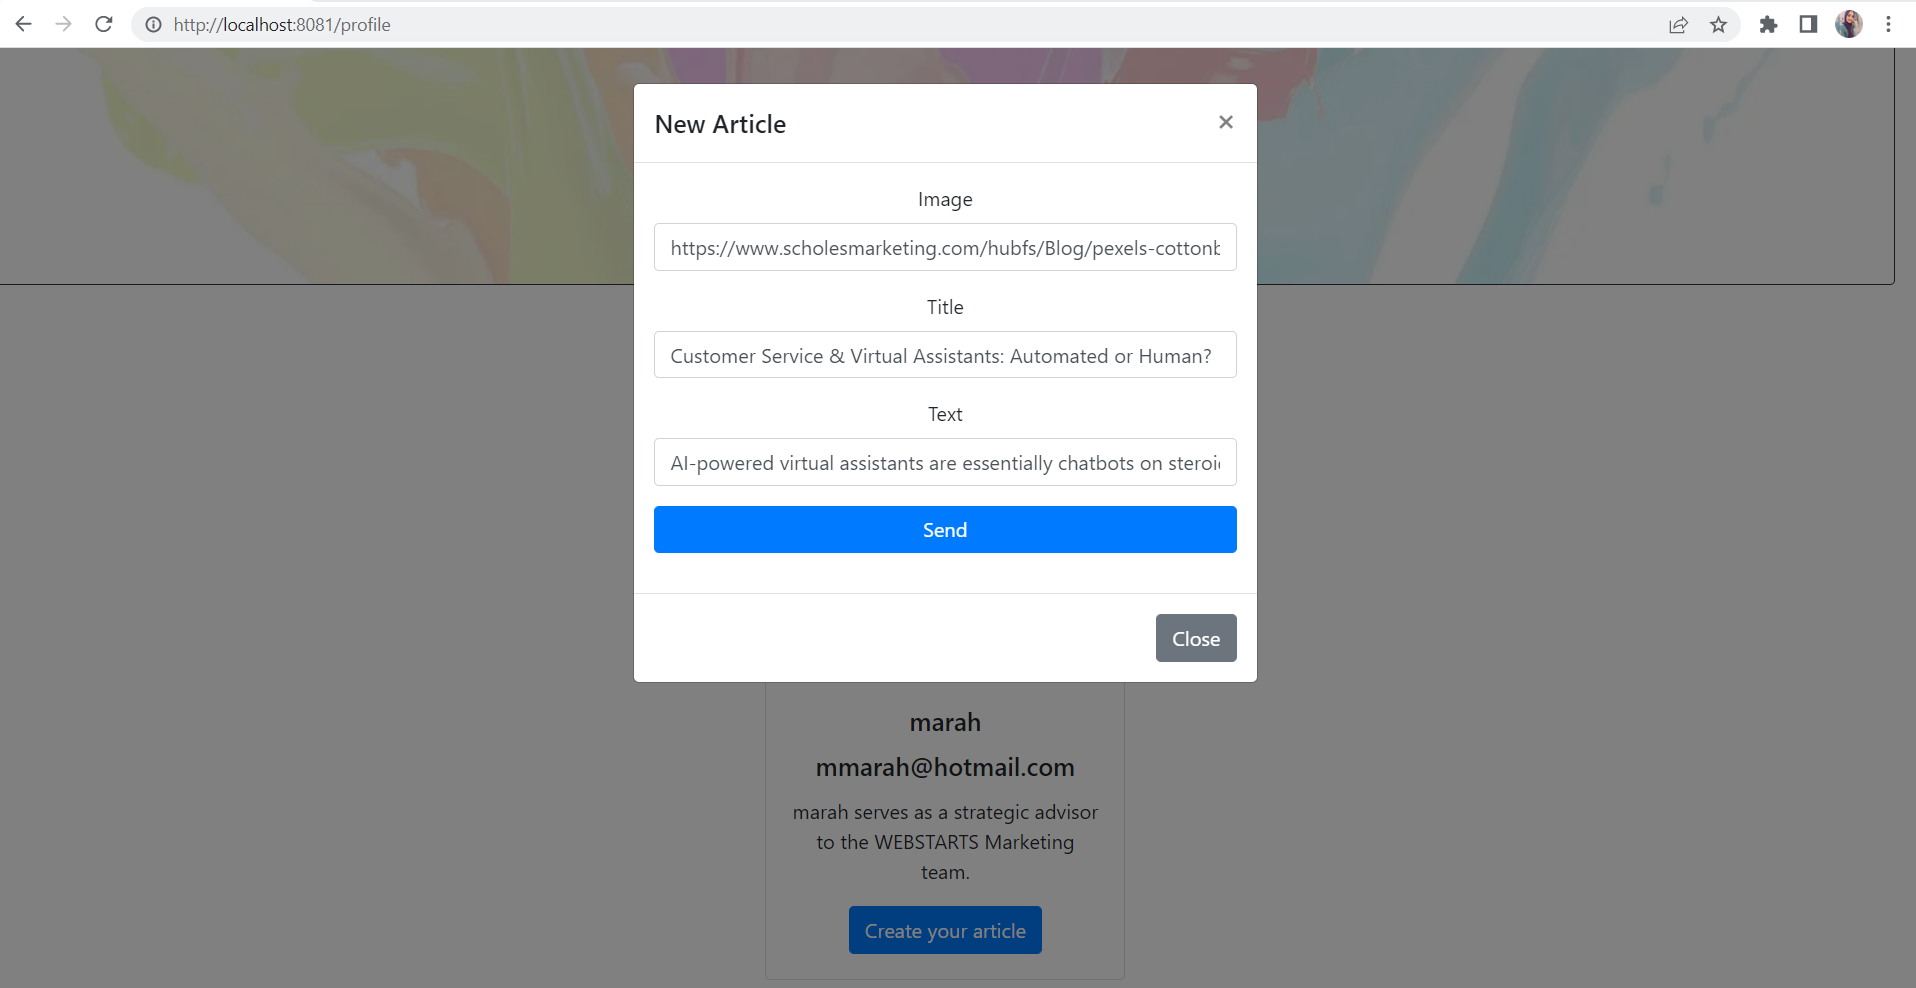 http://localhost:8081/profile
New Article
×
Image
https://www.scholesmarketing.com/hubfs/Blog/pexels-cottonb
Title
Customer Service & Virtual Assistants: Automated or Human?
Text
AI-powered virtual assistants are essentially chatbots on
Send
Close
marah
mmarah@hotmail.com
marah serves as a strategic advisor
to the WEBSTARTS Marketing
team.
Create your article